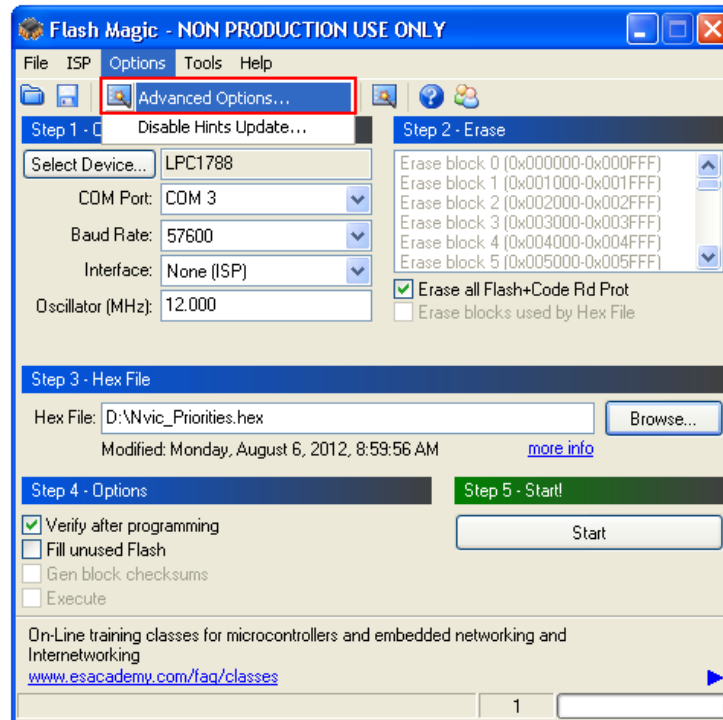 Flash Magic - NON PRODUCTION USE ONLY
File ISP Options Tools Help
Advanced Options...
Disable Hints Update...
Step 1 - C
Step 2 - Erase
Select Device... LPC1788
COM Port: COM 3
Baud Rate: 57600
Interface: None (ISP)
Oscillator (MHz): 12.000
Erase block 0 (0x000000-0x000FFF)
Erase block 1 (0x001000-0x001FFF)
Erase block 2 (0x002000-0x002FFF)
Erase block 3 (0x003000-0x003FFF)
Erase block 4 (0x004000-0x004FFF)
Erase block 5 (0x005000-0x005FFF)
Erase all Flash+Code Rd Prot
Erase blocks used by Hex File
Step 3 - Hex File
Hex File: D:\Nvic_Priorities.hex Browse...
Modified: Monday, August 6, 2012, 8:59:56 AM more info
Step 4 - Options
Step 5 - Start!
Verify after programming
Fill unused Flash
Gen block checksums
Execute
Start
On-Line training classes for microcontrollers and embedded networking and
Internetworking
www.esacademy.com/faq/classes
1